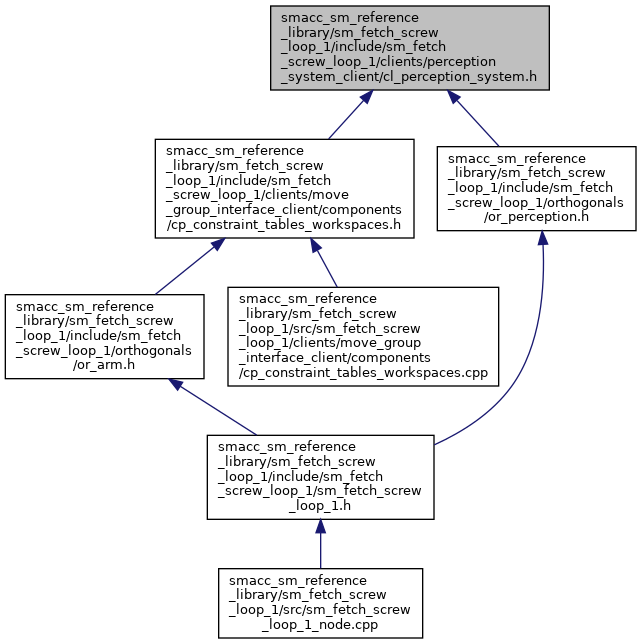 smacc_sm_reference
_library/sm_fetch_screw
_loop_1/include/sm_fetch
_screw_loop_1/clients/perception
_system_client/cl_perception_system.h
smacc_sm_reference
_library/sm_fetch_screw
_loop_1/include/sm_fetch
_screw_loop_1/clients/move
_group_interface_client/components
/cp_constraint_tables_workspaces.h
smacc_sm_reference
_library/sm_fetch_screw
_loop_1/include/sm_fetch
_screw_loop_1/orthogonals
/or_perception.h
smacc_sm_reference
_library/sm_fetch_screw
_loop_1/include/sm_fetch
_screw_loop_1/orthogonals
/or_arm.h
smacc_sm_reference
_library/sm_fetch_screw
_loop_1/src/sm_fetch_screw
_loop_1/clients/move_group
_interface_client/components
/cp_constraint_tables_workspaces.cpp
smacc_sm_reference
_library/sm_fetch_screw
_loop_1/include/sm_fetch
_screw_loop_1/sm_fetch_screw
_loop_1.h
smacc_sm_reference
_library/sm_fetch_screw
_loop_1/src/sm_fetch_screw
_loop_1_node.cpp